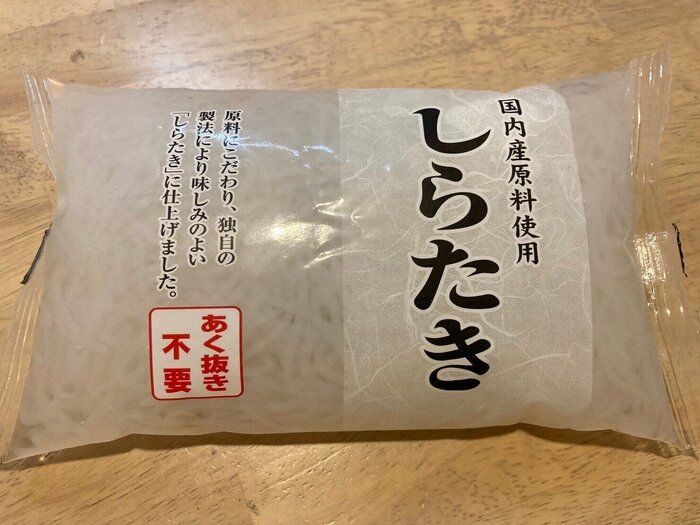 国内産原料使用
しらたき
原料にこだわり、独自の
製法により味しみのよい
「しらたき」に仕上げました。
あく抜き
不要